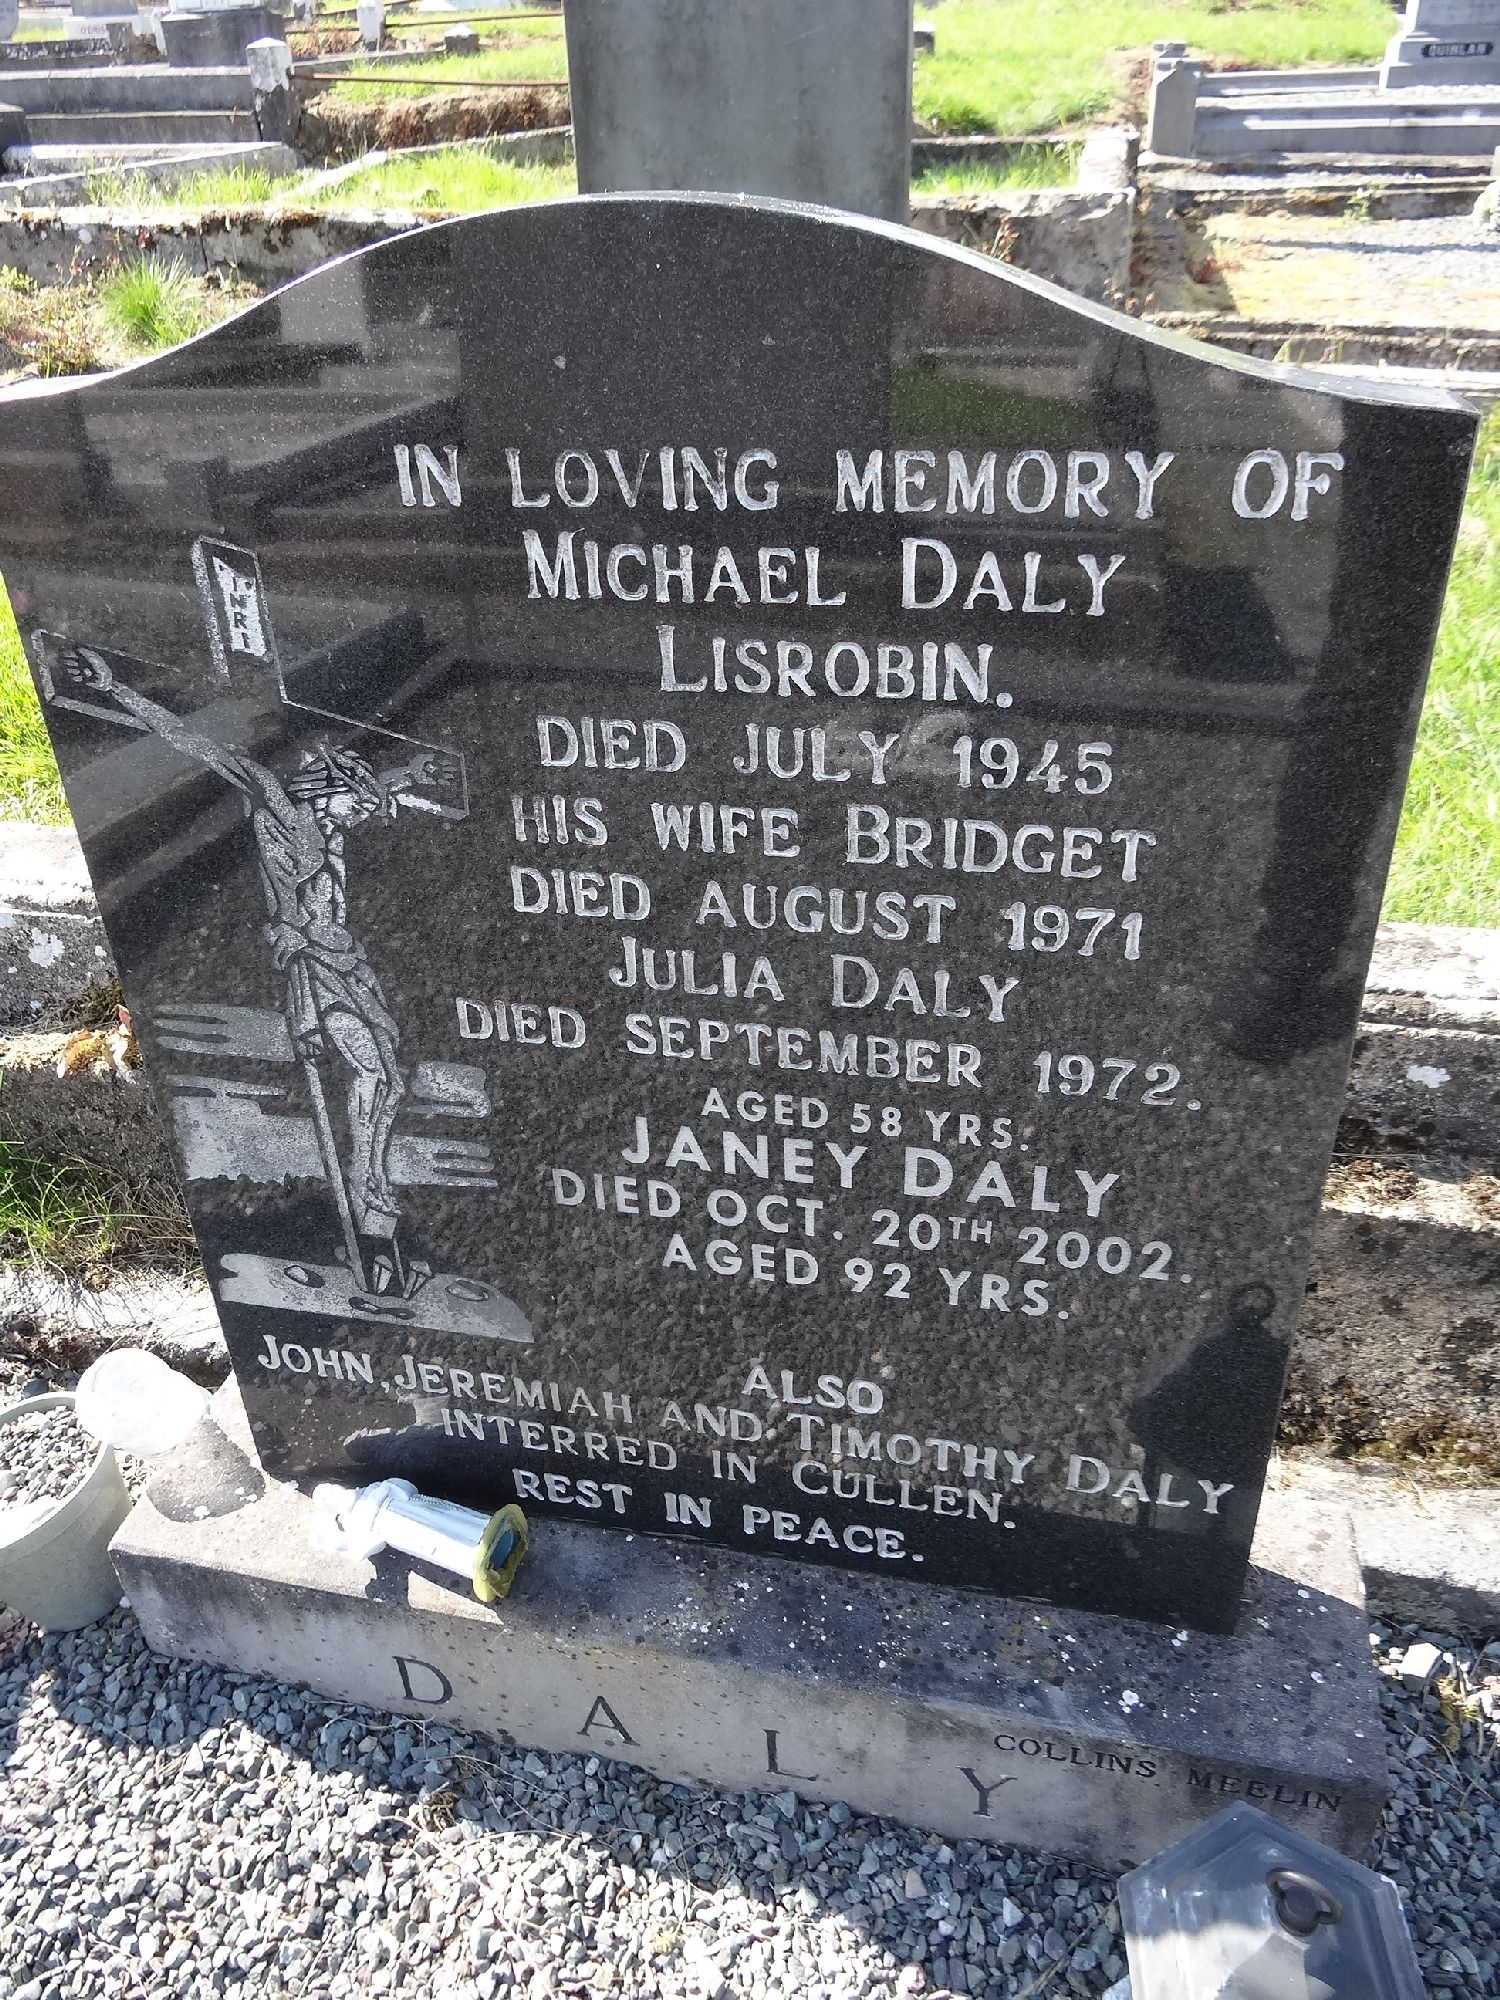 QUINLAN
INRI
IN LOVING MEMORY OF
MICHAEL DALY
LISROBIN.
DIED JULY 1945
HIS WIFE BRIDGET
DIED AUGUST 1971
JULIA DALY
DIED SEPTEMBER 1972.
AGED 58 YRS.
JANEY DALY
DIED OCT. 20TH 2002.
AGED 92 YRS.
ALSO
JOHN, JEREMIAH AND TIMOTHY DALY
INTERRED IN CULLEN.
REST IN PEACE.
DALY
COLLINS. MEELIN